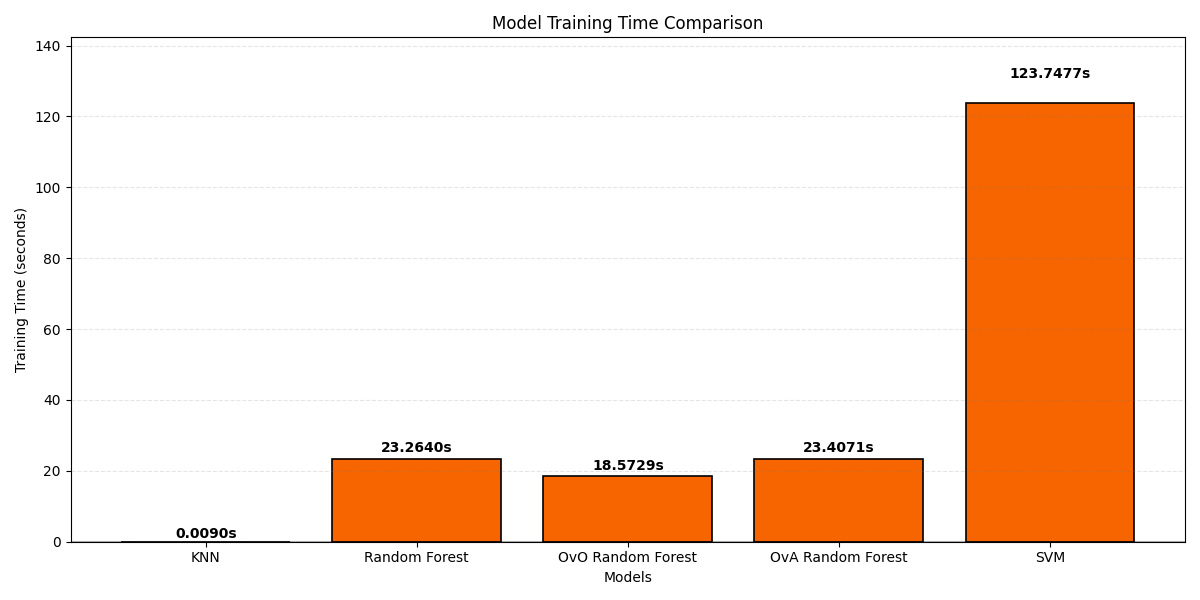 Model Training Time Comparison
Training Time (seconds)
140
120
100
80
60
40
20
0
0.0090s
23.2640s
18.5729s
23.4071s
123.7477s
KNN
Random Forest
OvO Random Forest
OvA Random Forest
SVM
Models